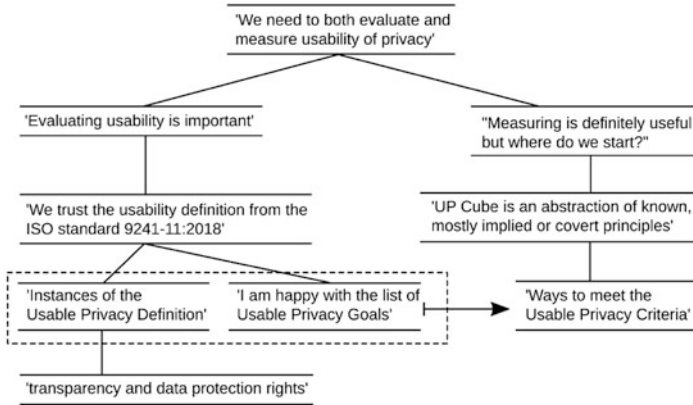 'We need to both evaluate and
measure usability of privacy'
'Evaluating usability is important'
"Measuring is definitely useful
but where do we start?"
'We trust the usability definition from the
ISO standard 9241-11:2018'
'UP Cube is an abstraction of known,
mostly implied or covert principles'
'Instances of the
Usable Privacy Definition'
'I am happy with the list of
Usable Privacy Goals'
'Ways to meet the
Usable Privacy Criteria'
'transparency and data protection rights'